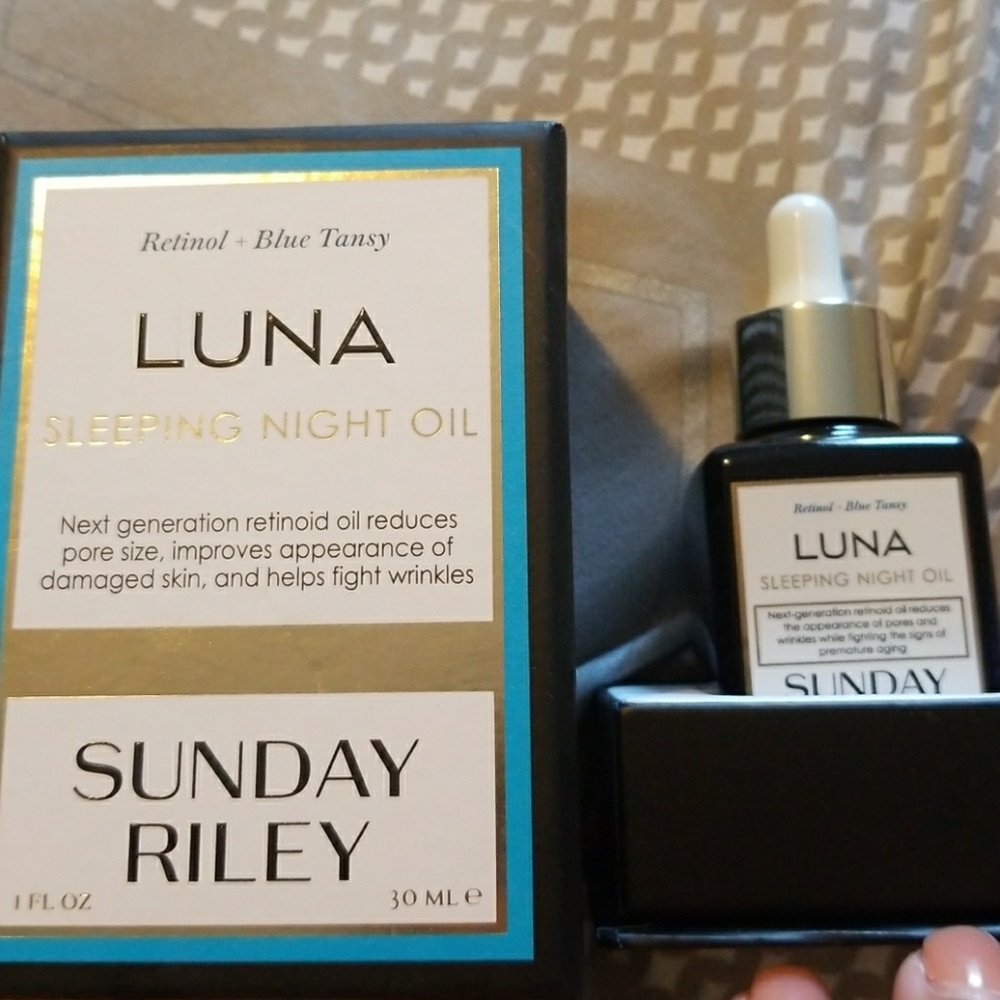 Retinol + Blue Tansy
LUNA
SLEEPING NIGHT OIL
Next generation retinoid oil reduces
pore size, improves appearance of
damaged skin, and helps fight wrinkles
SUNDAY
RILEY
1 FL OZ 30 ML ℮
Retinol + Blue Tansy
LUNA
SLEEPING NIGHT OIL
Next-generation retinoid oil reduces
the appearance of pores and
wrinkles while fighting the signs of
premature aging
SUNDAY